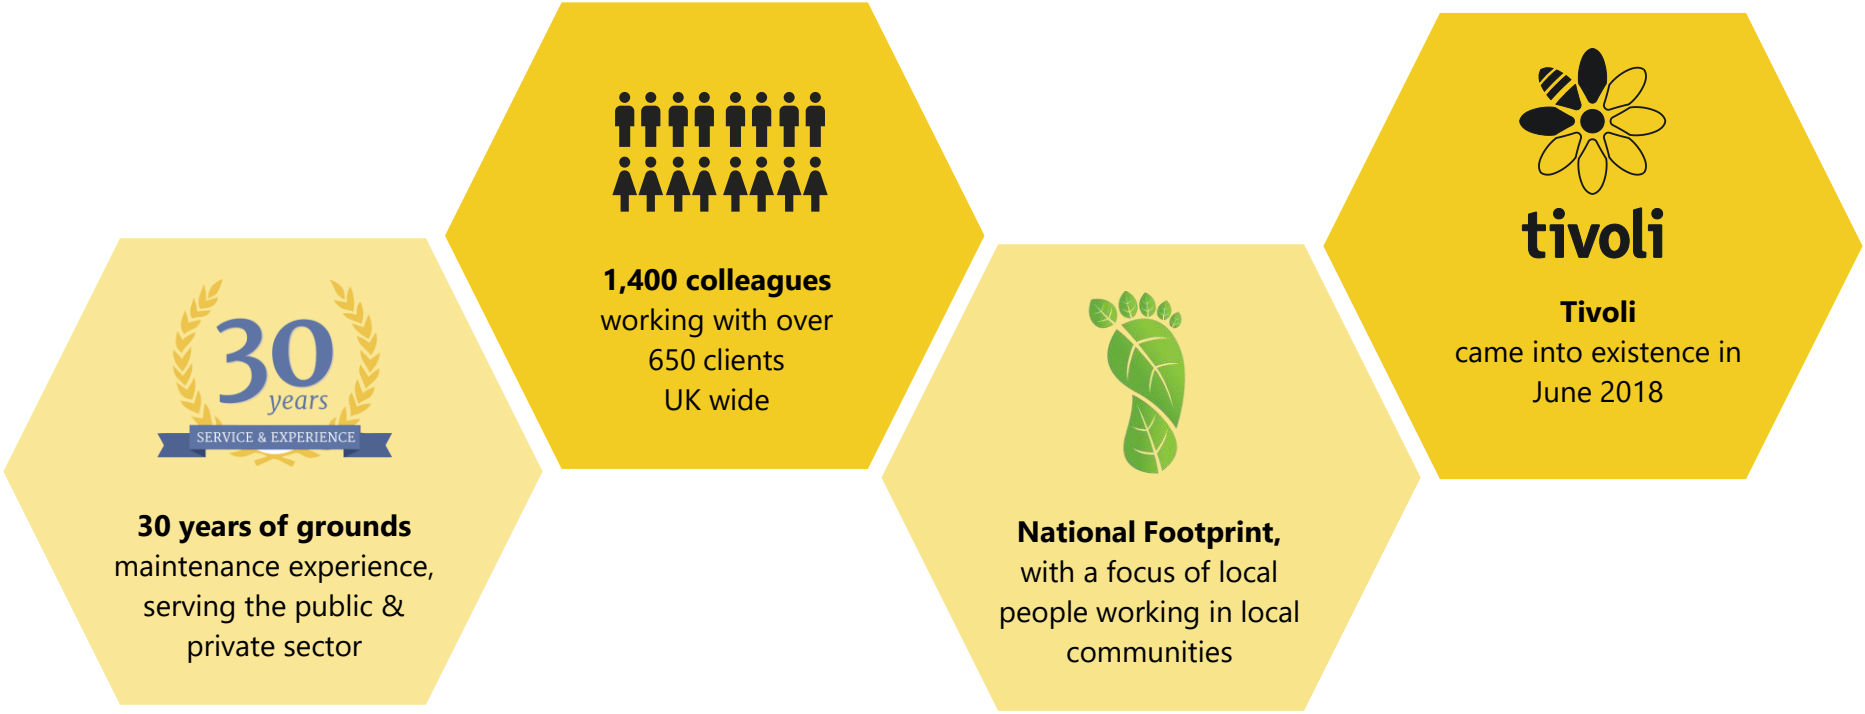 30
years
SERVICE & EXPERIENCE
30 years of grounds
maintenance experience,
serving the public &
private sector
1,400 colleagues
working with over
650 clients
UK wide
National Footprint,
with a focus of local
people working in local
communities
tivoli
Tivoli
came into existence in
June 2018